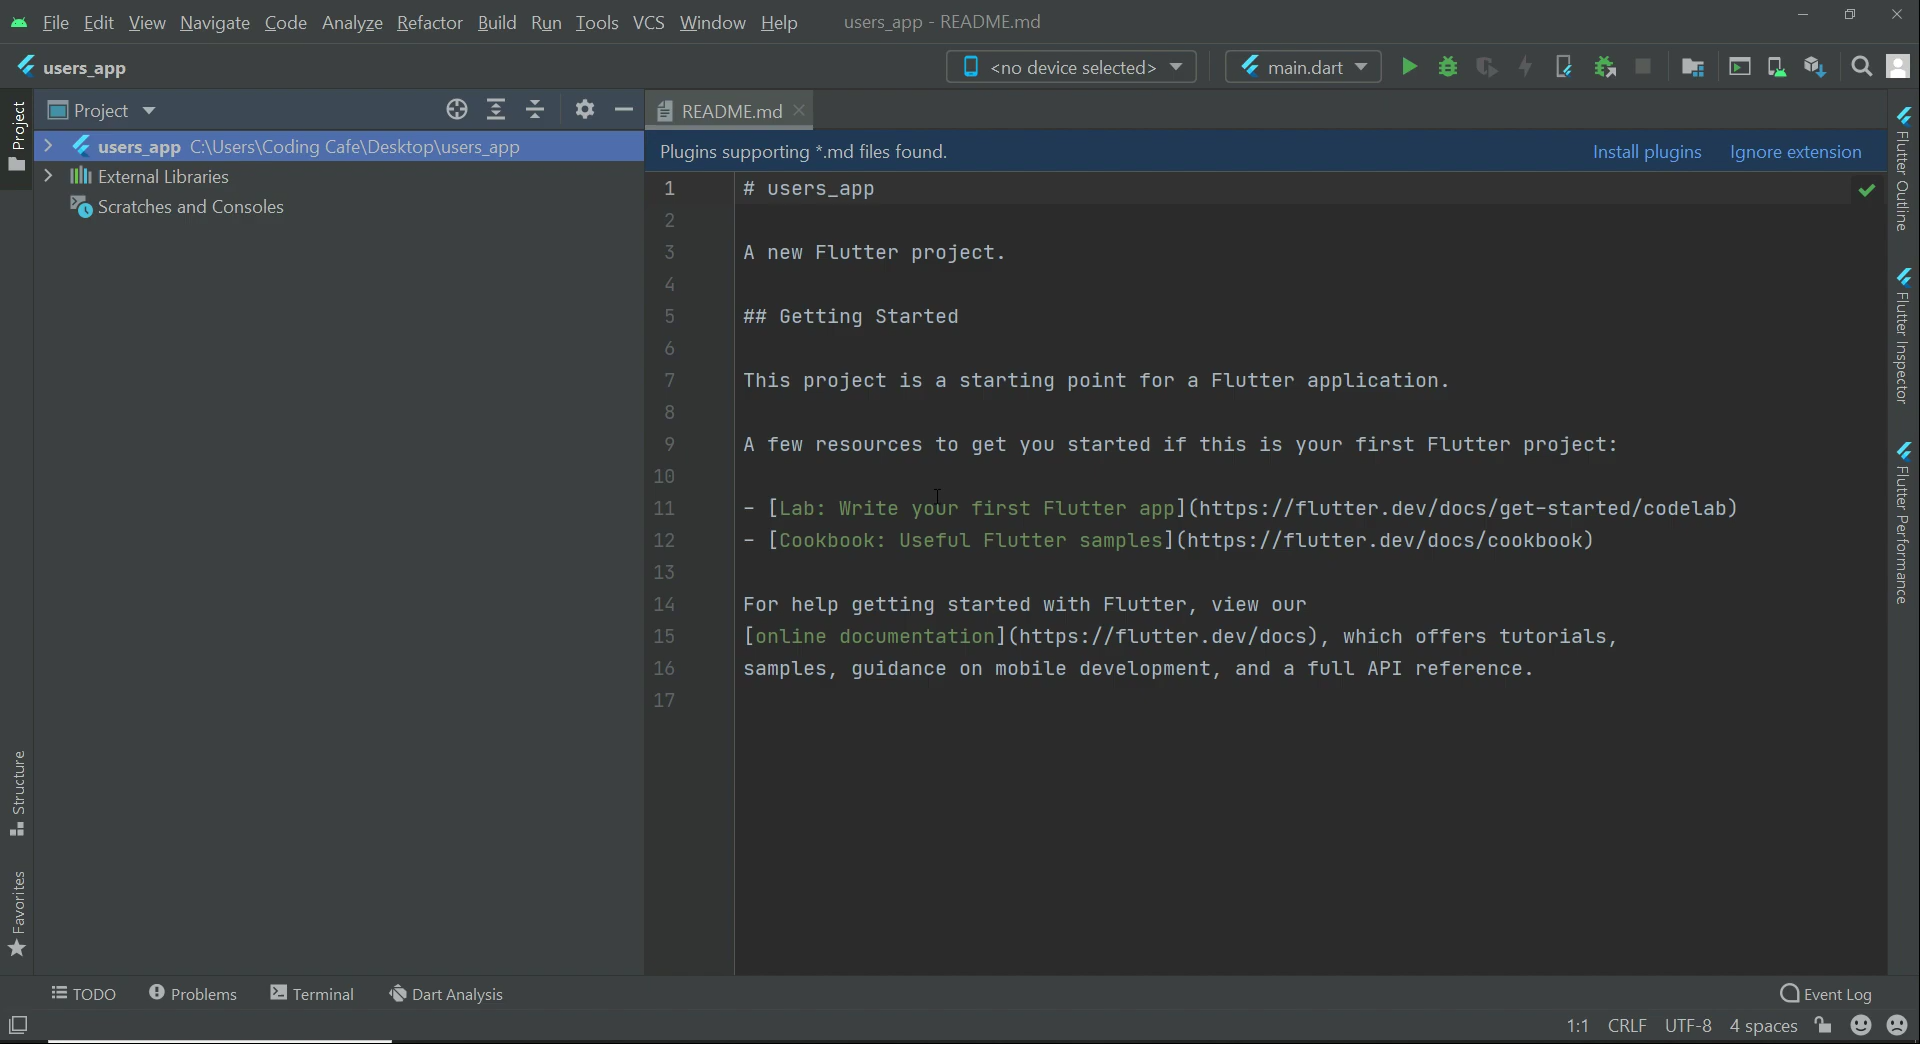 File Edit View Navigate Code Analyze Refactor Build Run Tools VCS Window Help users_app - README.md
users_app <no device selected> main.dart
Project
Project
users_app C:\Users\Coding Cafe\Desktop\users_app
External Libraries
Scratches and Consoles
Structure
Favorites
README.md
Plugins supporting *.md files found. Install plugins Ignore extension
1 # users_app
2
3 A new Flutter project.
4
5 ## Getting Started
6
7 This project is a starting point for a Flutter application.
8
9 A few resources to get you started if this is your first Flutter project:
10
11 - [Lab: Write your first Flutter app](https://flutter.dev/docs/get-started/codelab)
12 - [Cookbook: Useful Flutter samples](https://flutter.dev/docs/cookbook)
13
14 For help getting started with Flutter, view our
15 [online documentation](https://flutter.dev/docs), which offers tutorials,
16 samples, guidance on mobile development, and a full API reference.
17
Flutter Outline
Flutter Inspector
Flutter Performance
TODO Problems Terminal Dart Analysis Event Log
1:1 CRLF UTF-8 4 spaces